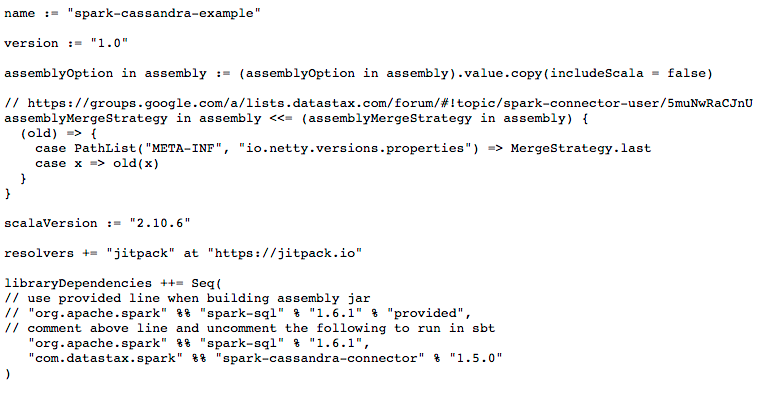 name := "spark-cassandra-example"
version := "1.0"
assemblyOption in assembly := (assemblyOption in assembly).value.copy(includeScala = false)
// https://groups.google.com/a/lists.datastax.com/forum/#!topic/spark-connector-user/5muNwRaCJnU
assemblyMergeStrategy in assembly <<= (assemblyMergeStrategy in assembly) {
  (old) => {
    case PathList("META-INF", "io.netty.versions.properties") => MergeStrategy.last
    case x => old(x)
  }
}
scalaVersion := "2.10.6"
resolvers += "jitpack" at "https://jitpack.io"
libraryDependencies ++= Seq(
// use provided line when building assembly jar
// "org.apache.spark" %% "spark-sql" % "1.6.1" % "provided",
// comment above line and uncomment the following to run in sbt
   "org.apache.spark" %% "spark-sql" % "1.6.1",
   "com.datastax.spark" %% "spark-cassandra-connector" % "1.5.0"
)